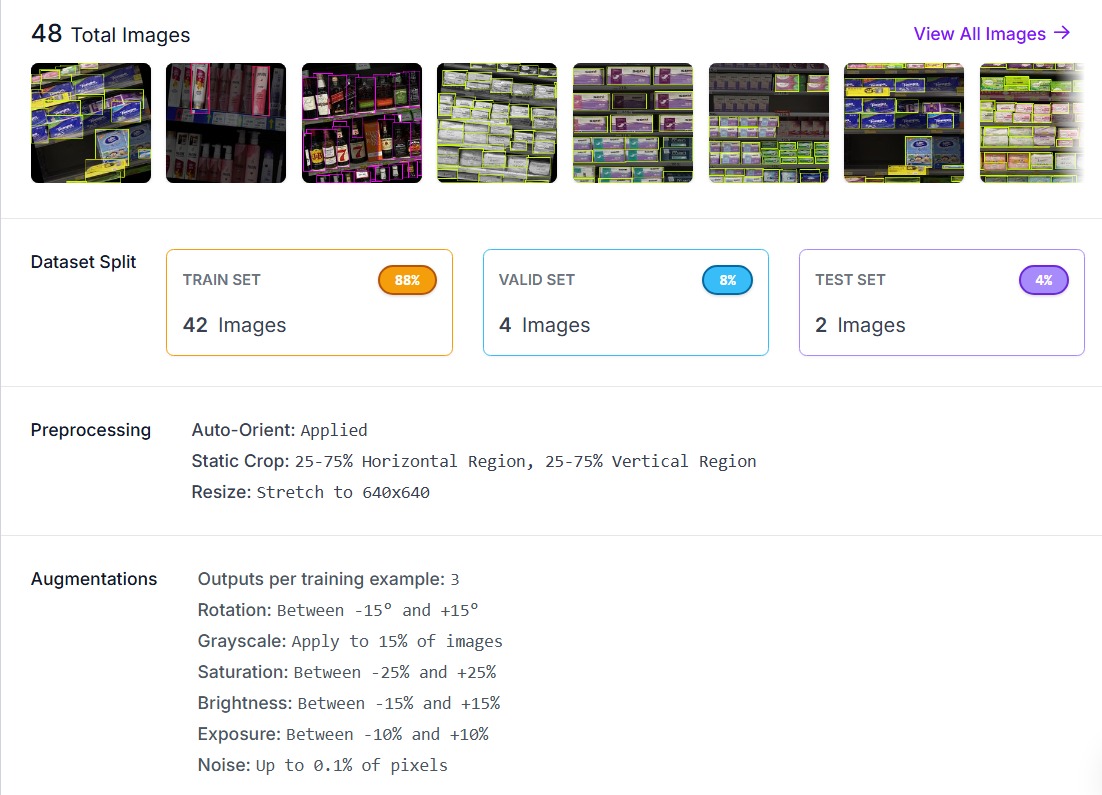 48 Total Images
View All Images →
Dataset Split
TRAIN SET
88%
42 Images
VALID SET
8%
4 Images
TEST SET
4%
2 Images
Preprocessing
Auto-Orient: Applied
Static Crop: 25-75% Horizontal Region, 25-75% Vertical Region
Resize: Stretch to 640x640
Augmentations
Outputs per training example: 3
Rotation: Between -15° and +15°
Grayscale: Apply to 15% of images
Saturation: Between -25% and +25%
Brightness: Between -15% and +15%
Exposure: Between -10% and +10%
Noise: Up to 0.1% of pixels